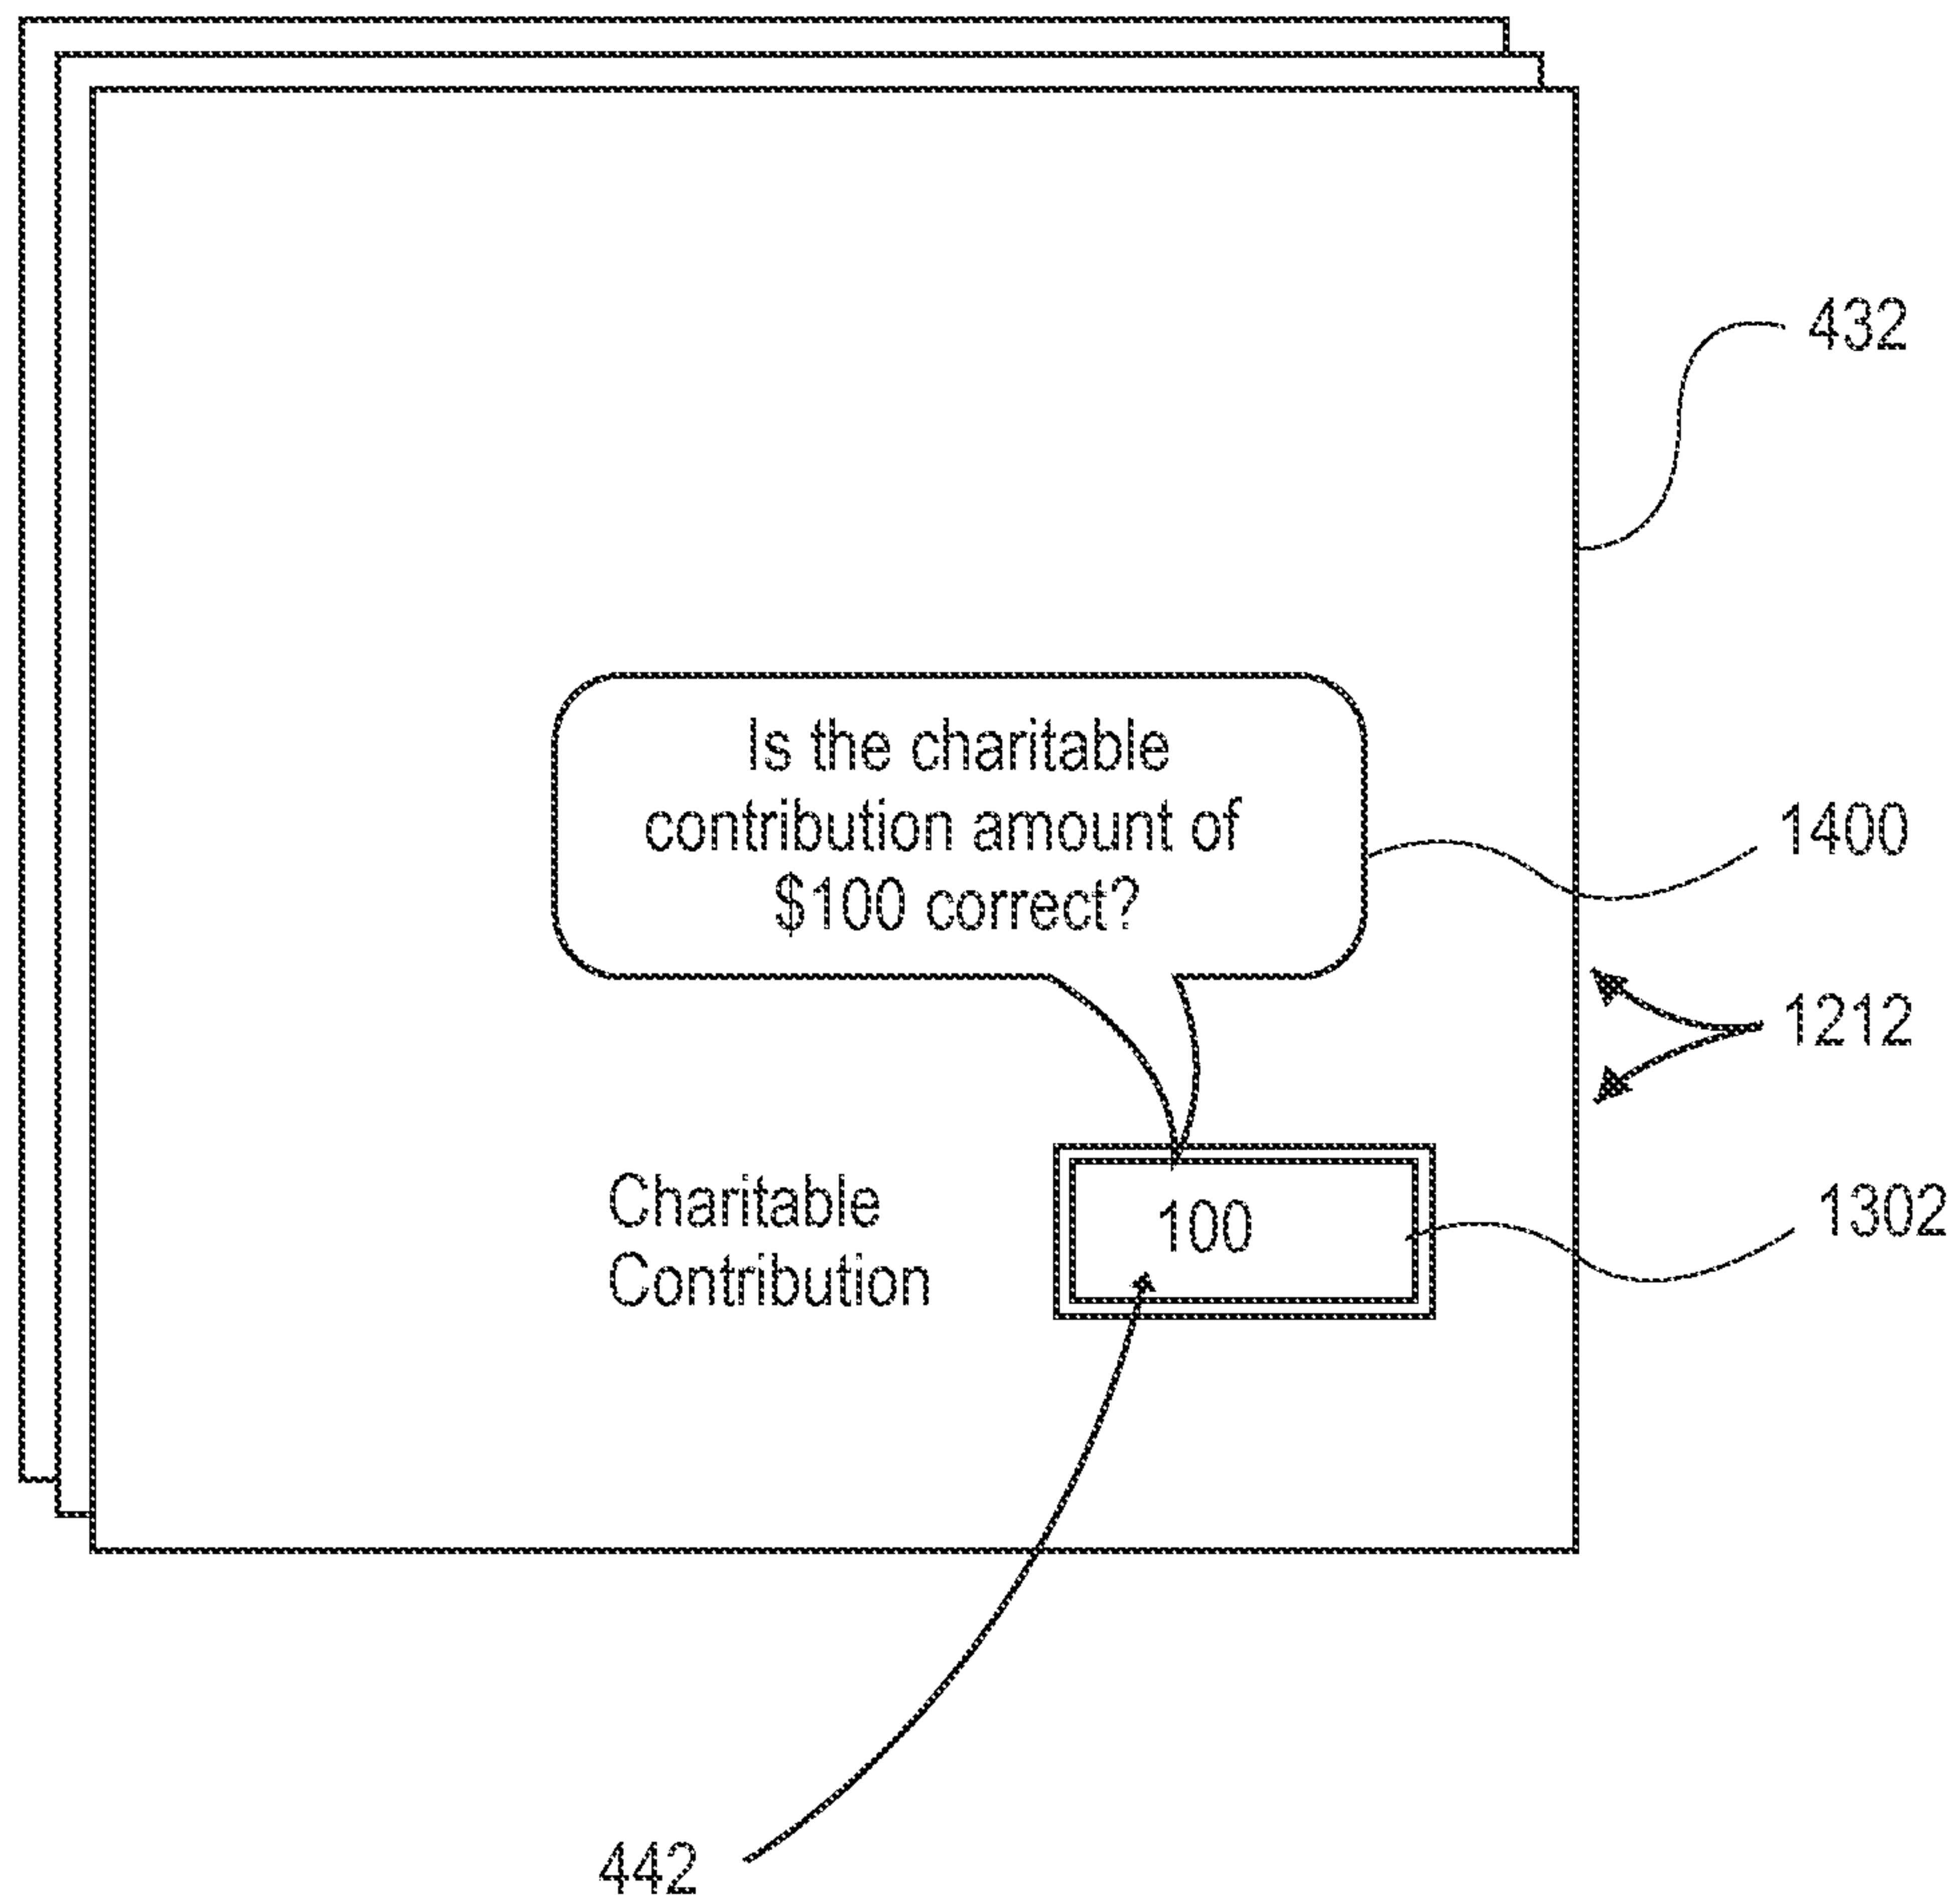 432
Is the charitable
contribution amount of
$100 correct?
1400
1212
Charitable
Contribution
100
1302
442